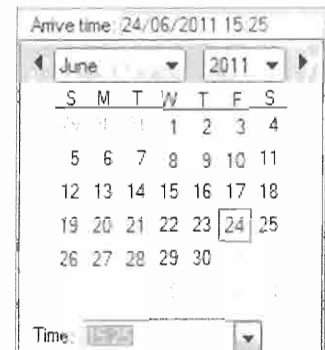 Arrive time: 24/06/2011 15:25
June 2011
S M T W T F S
1 2 3 4
5 6 7 8 9 10 11
12 13 14 15 16 17 18
19 20 21 22 23 24 25
26 27 28 29 30
Time: 15:25